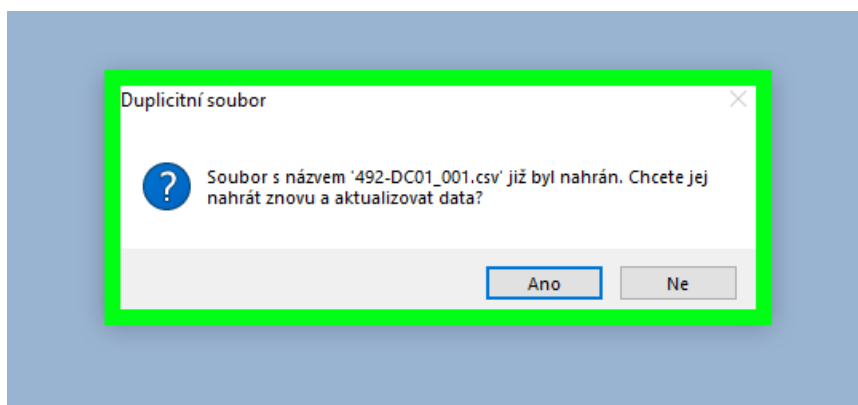 Duplicitní soubor
Soubor s názvem '492-DC01_001.csv' již byl nahrán. Chcete jej
nahrát znovu a aktualizovat data?
Ano
Ne